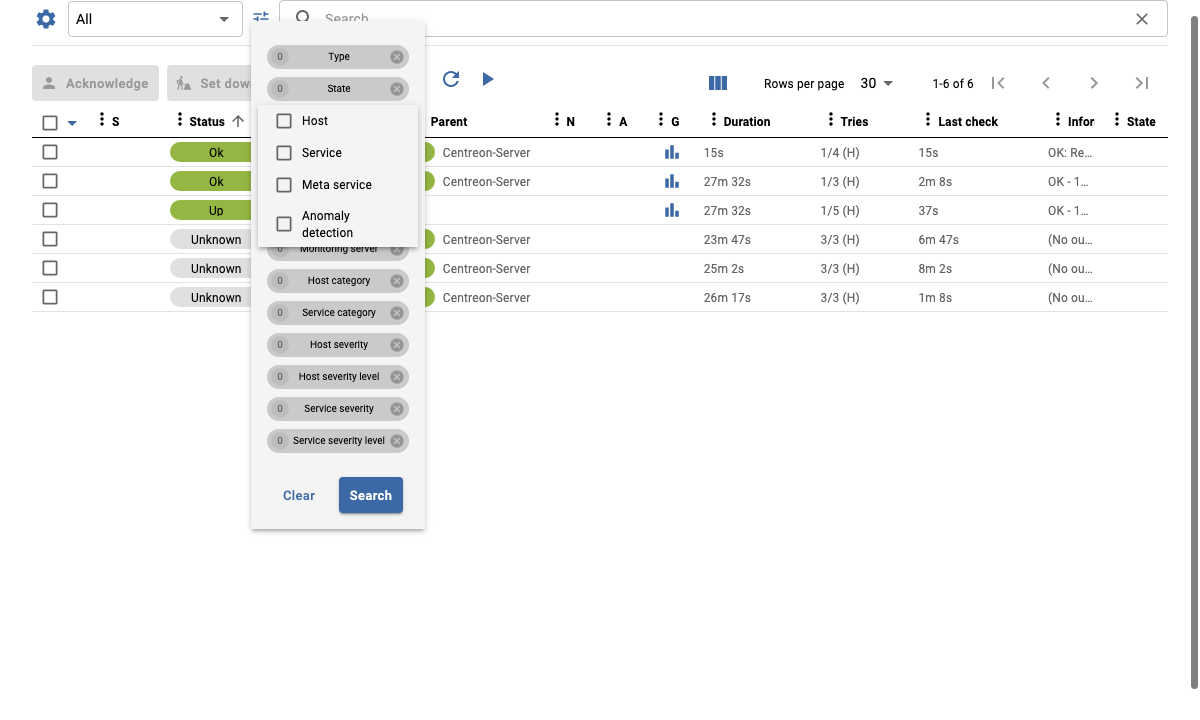 All
Search
0 Type
0 State
Acknowledge
Set dow
Rows per page 30 1-6 of 6
S Status Parent N A G Duration Tries Last check Infor State
Host
Service
Meta service
Anomaly
detection
Ok Centreon-Server 15s 1/4 (H) 15s OK: Re...
Ok Centreon-Server 27m 32s 1/3 (H) 2m 8s OK - 1...
Up 27m 32s 1/5 (H) 37s OK - 1...
Unknown Centreon-Server 23m 47s 3/3 (H) 6m 47s (No ou...
Unknown Centreon-Server 25m 2s 3/3 (H) 8m 2s (No ou...
Unknown Centreon-Server 26m 17s 3/3 (H) 1m 8s (No ou...
0 Monitoring server
0 Host category
0 Service category
0 Host severity
0 Host severity level
0 Service severity
0 Service severity level
Clear
Search